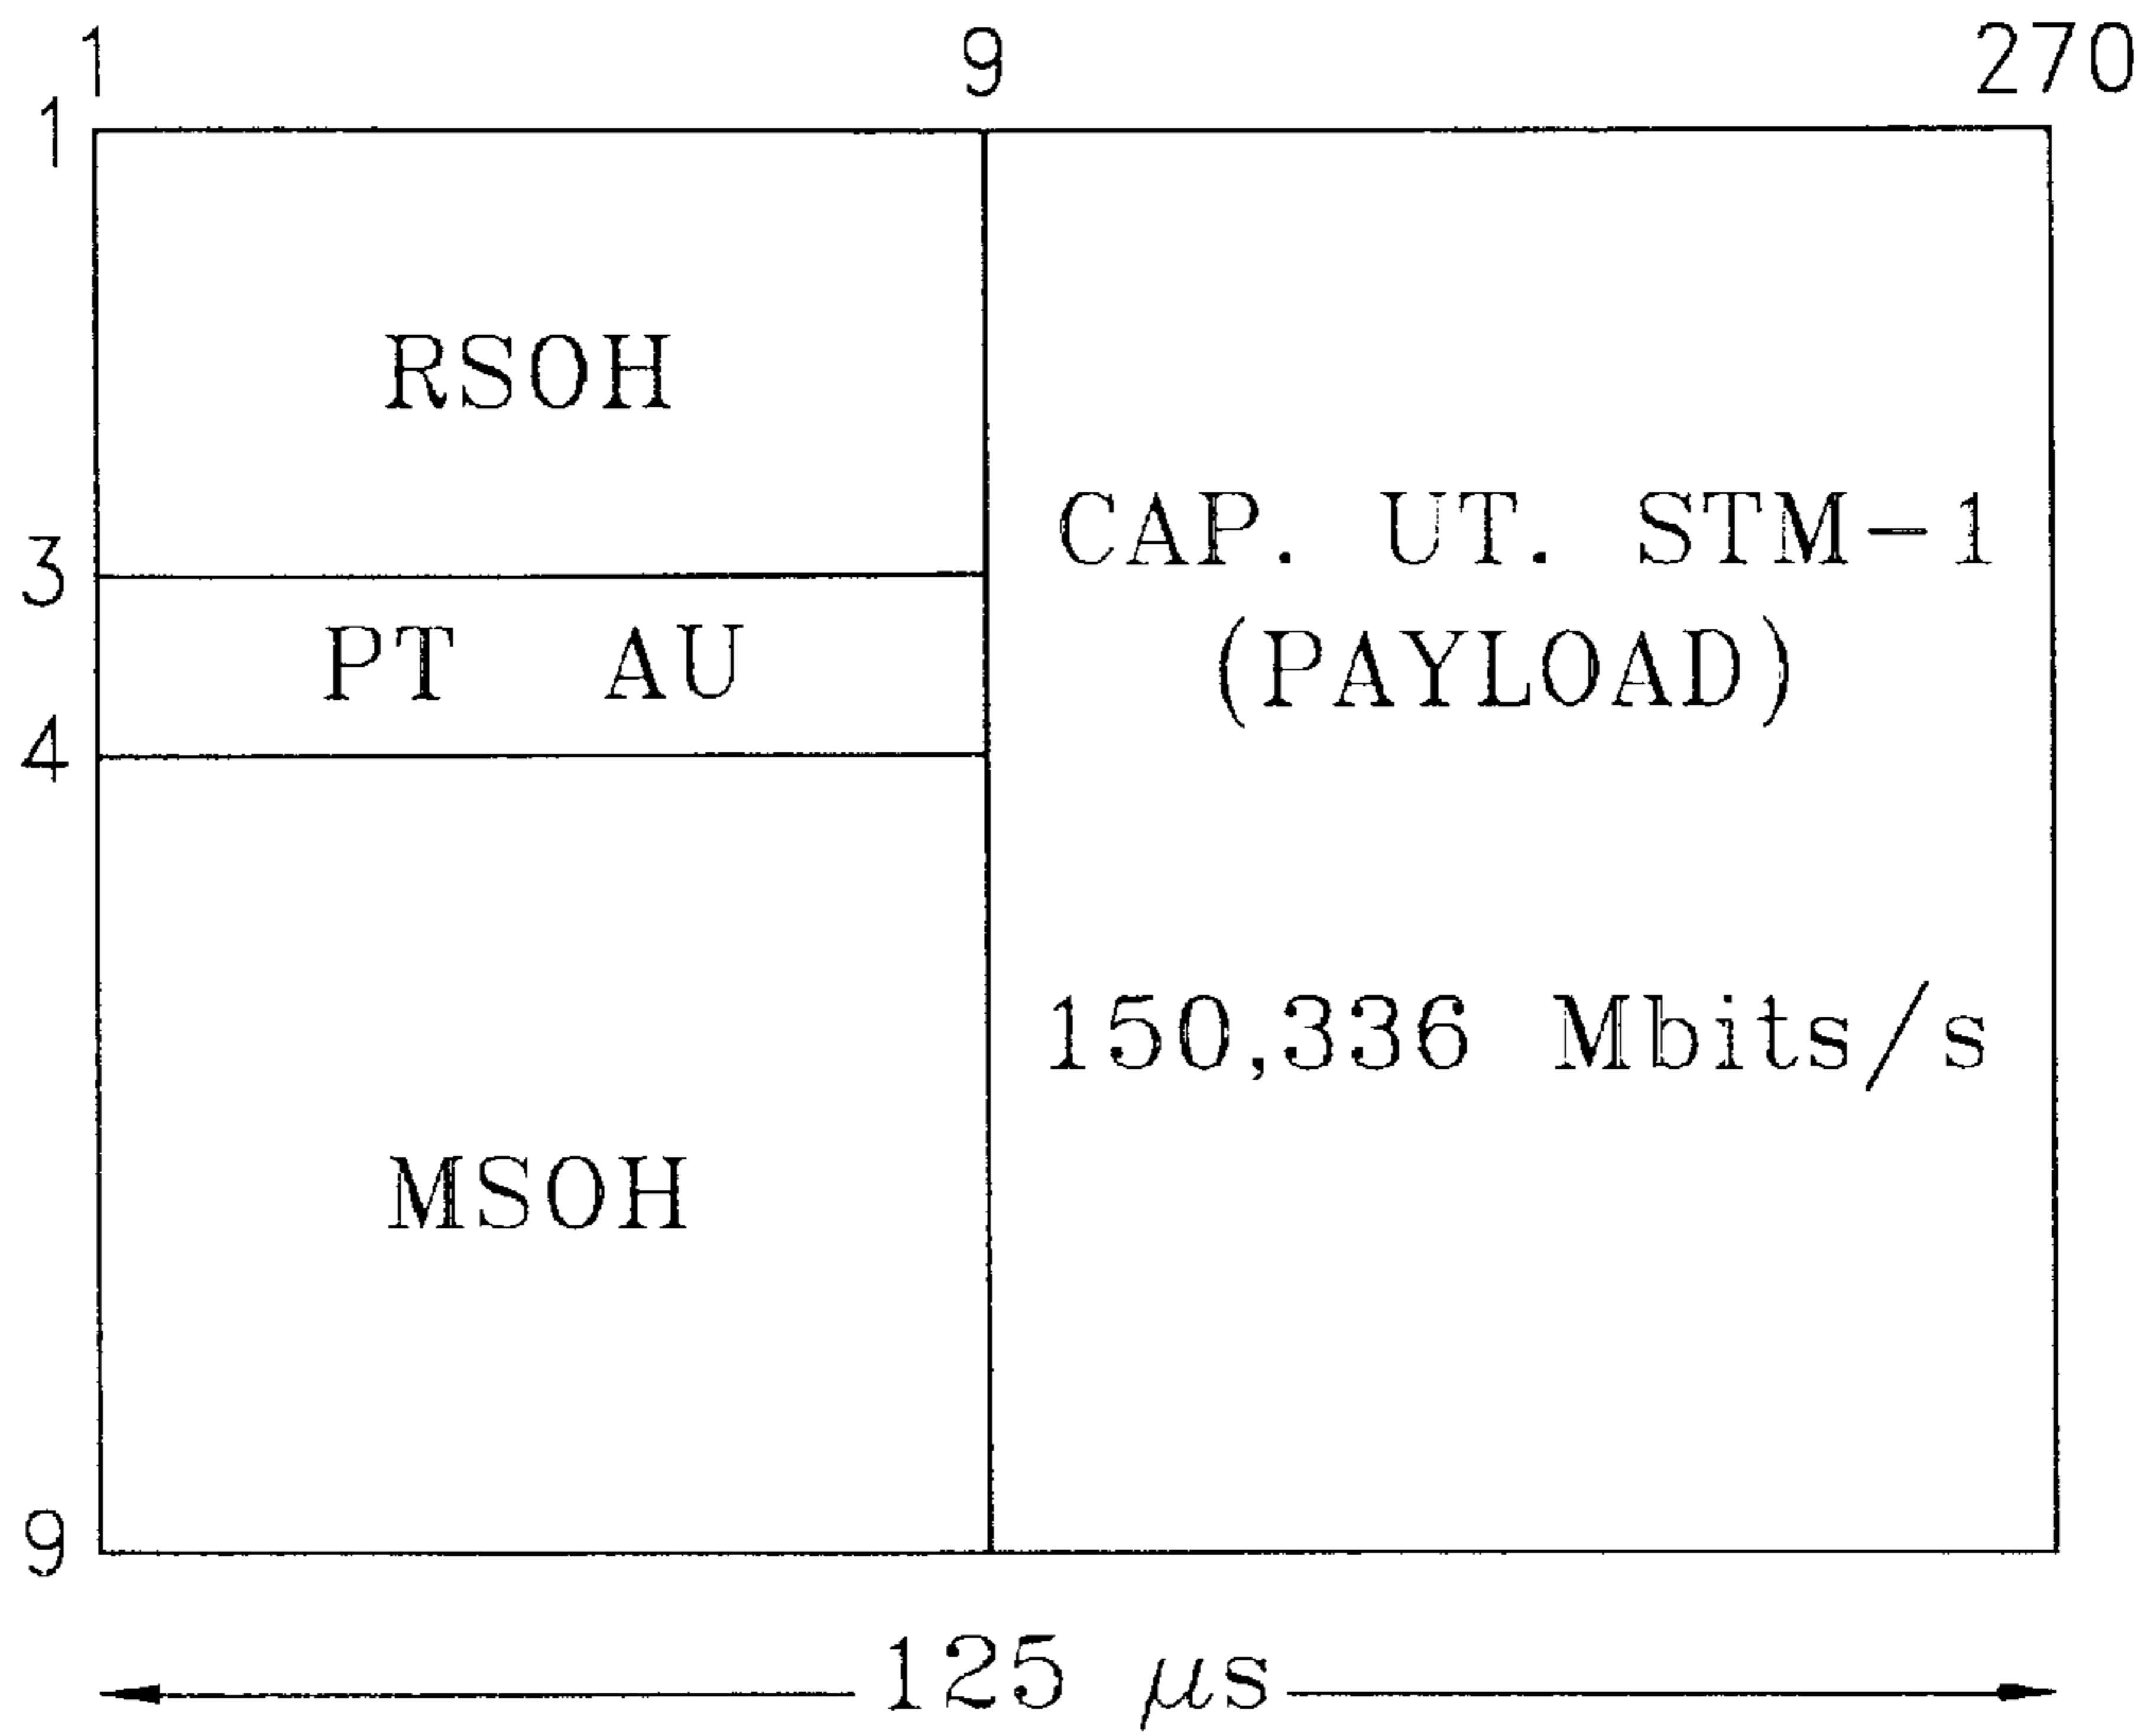 1 9 270
1
RSOH
CAP. UT. STM-1
3
PT AU
(PAYLOAD)
4
150,336 Mbits/s
MSOH
9
125 µs